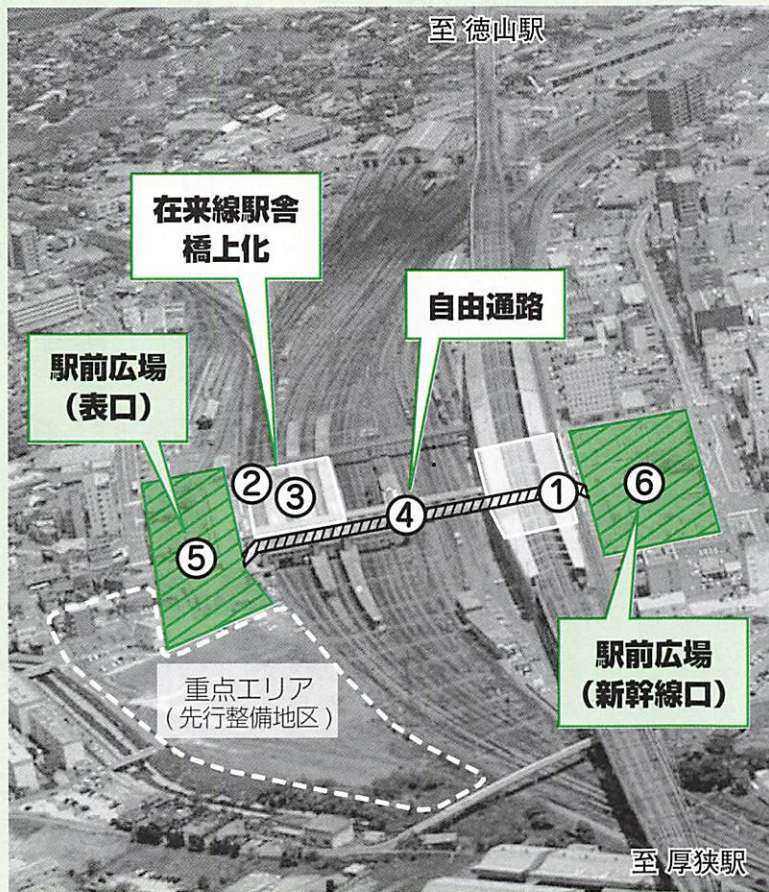 至 徳山駅
在来線駅舎
橋上化
自由通路
駅前広場
(表口)
②
③
④
①
⑥
⑤
駅前広場
(新幹線口)
重点エリア
(先行整備地区)
至 厚狭駅